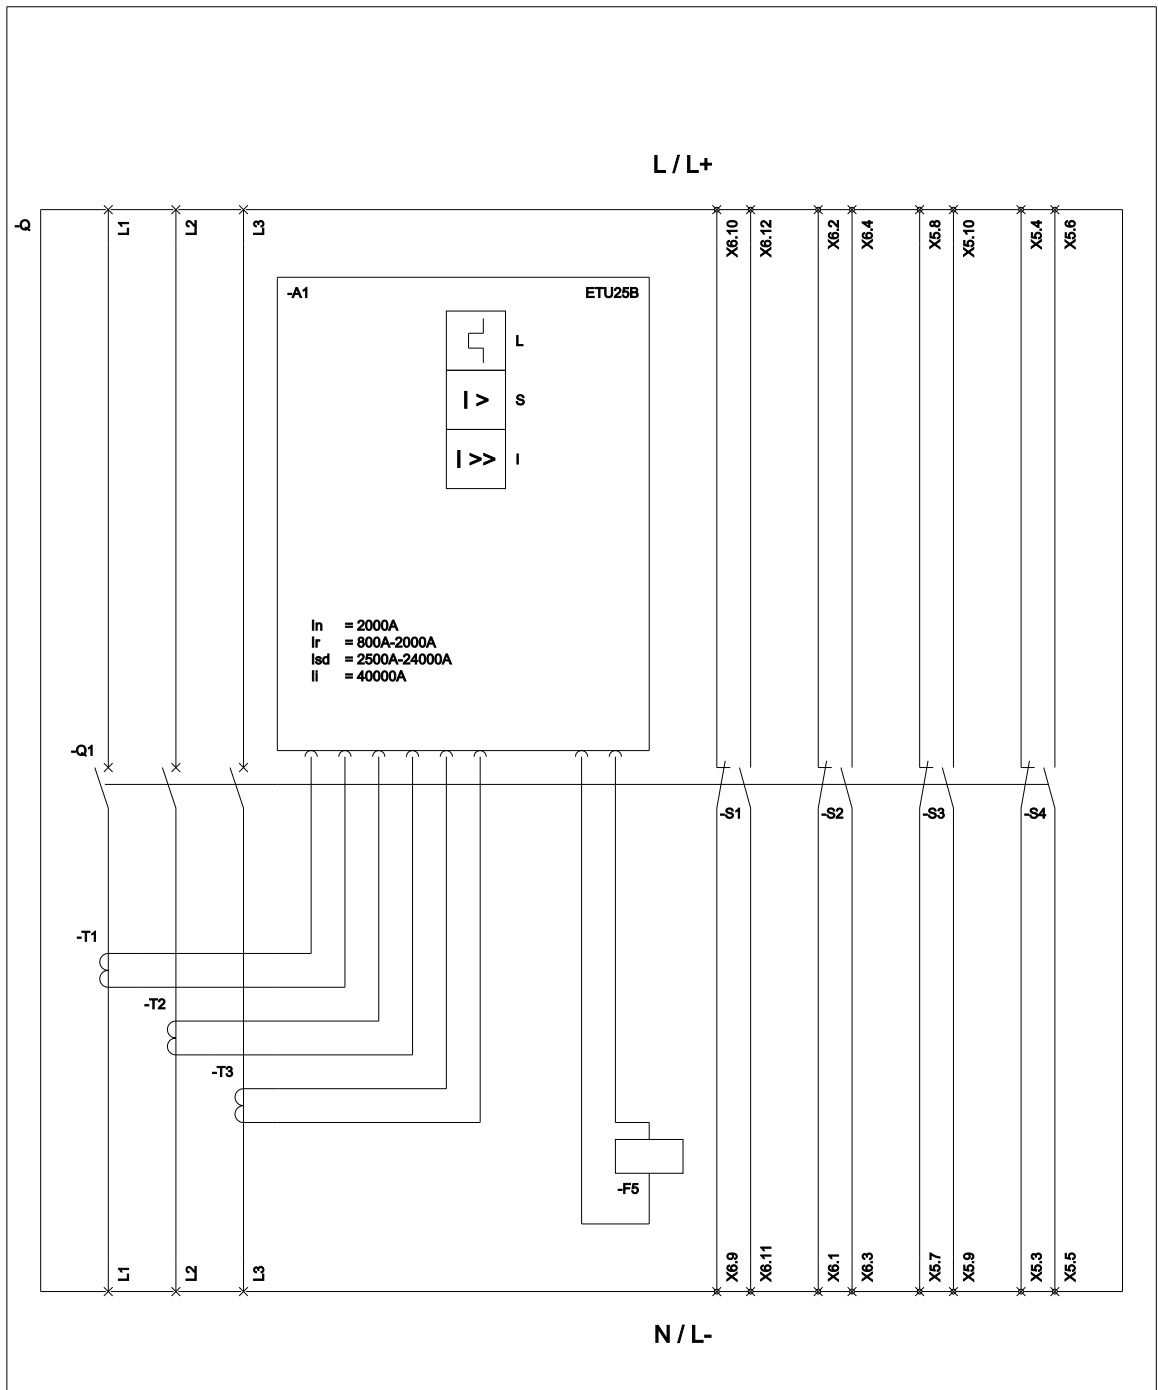 L / L+
-Q
L1
L2
L3
X6.10
X6.12
X6.2
X6.4
X5.8
X5.10
X5.4
X5.6
-A1
ETU25B
L
I >
S
I >>
I
In = 2000A
Ir = 800A-2000A
Isd = 2500A-24000A
Ii = 40000A
-Q1
-S1
-S2
-S3
-S4
-T1
-T2
-T3
-F5
L1
L2
L3
X6.9
X6.11
X6.1
X6.3
X5.7
X5.9
X5.3
X5.5
N / L-